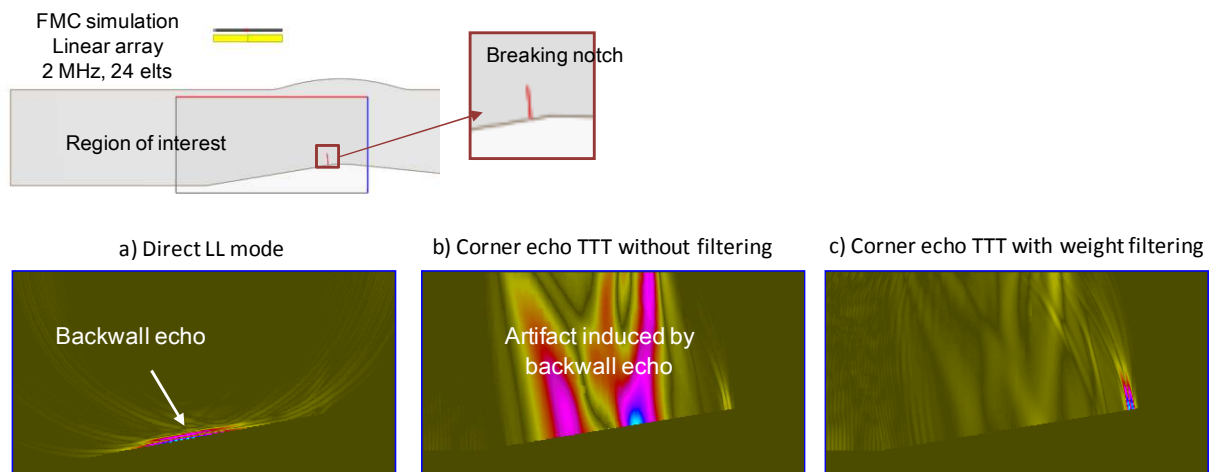 FMC simulation
Linear array
2 MHz, 24 elts
Breaking notch
Region of interest
a) Direct LL mode
b) Corner echo TTT without filtering
c) Corner echo TTT with weight filtering
Backwall echo
Artifact induced by
backwall echo